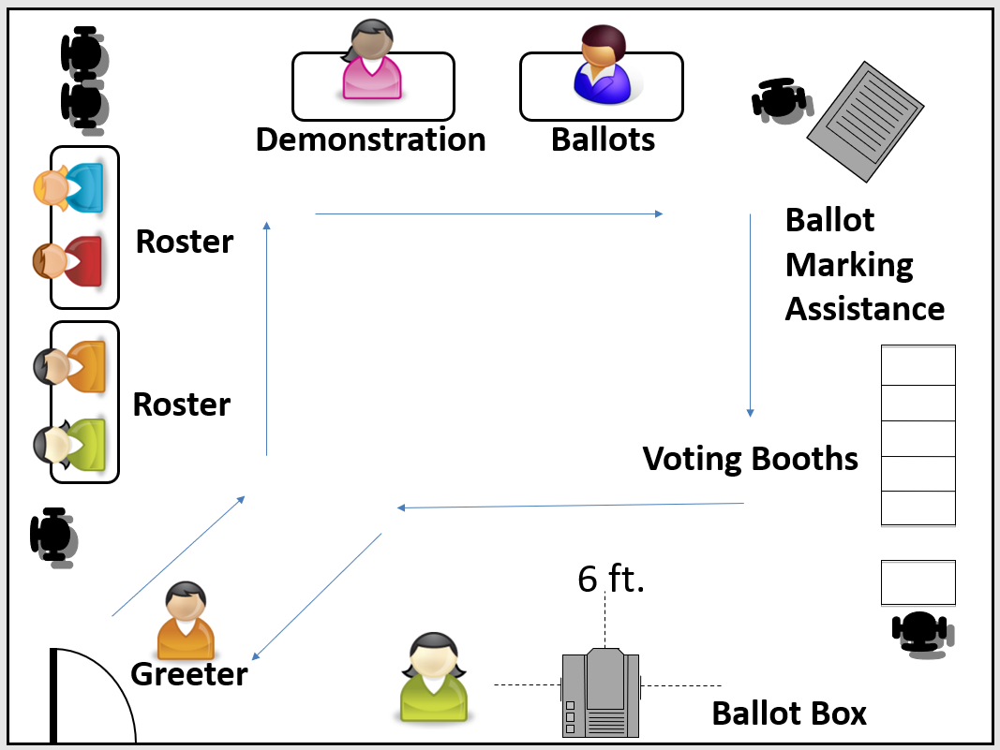 Demonstration
Ballots
Roster
Ballot
Marking
Assistance
Roster
Voting Booths
6 ft.
Greeter
Ballot Box